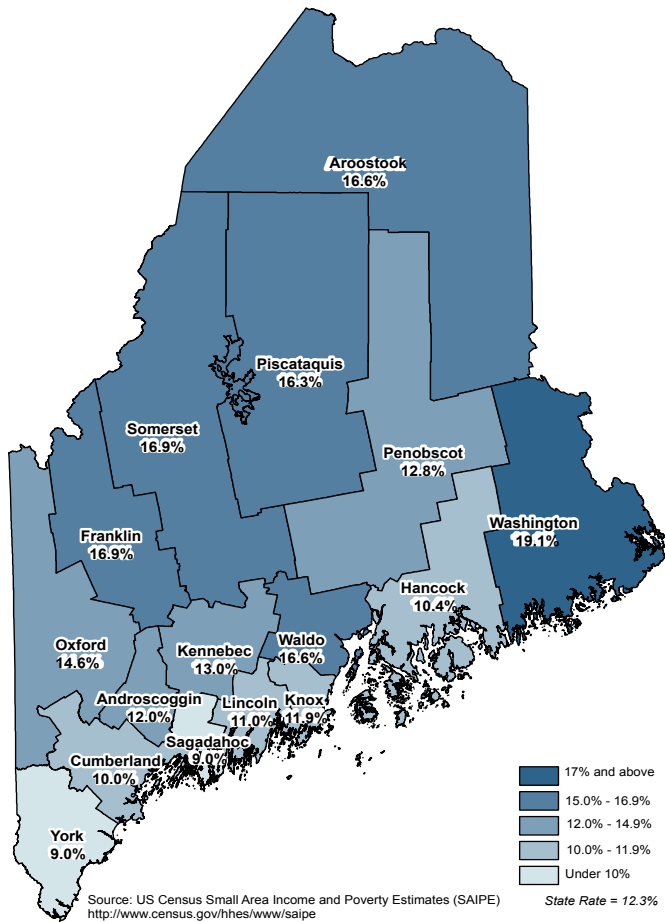 Aroostook
16.6%
Piscataquis
16.3%
Somerset
16.9%
Penobscot
12.8%
Washington
19.1%
Franklin
16.9%
Hancock
10.4%
Oxford
14.6%
Kennebec
13.0%
Waldo
16.6%
Androscoggin
12.0%
Lincoln
11.0%
Knox
11.9%
Sagadahoc
9.0%
Cumberland
10.0%
York
9.0%
17% and above
15.0% - 16.9%
12.0% - 14.9%
10.0% - 11.9%
Under 10%
State Rate = 12.3%
Source: US Census Small Area Income and Poverty Estimates (SAIPE)
http://www.census.gov/hhes/www/saipe